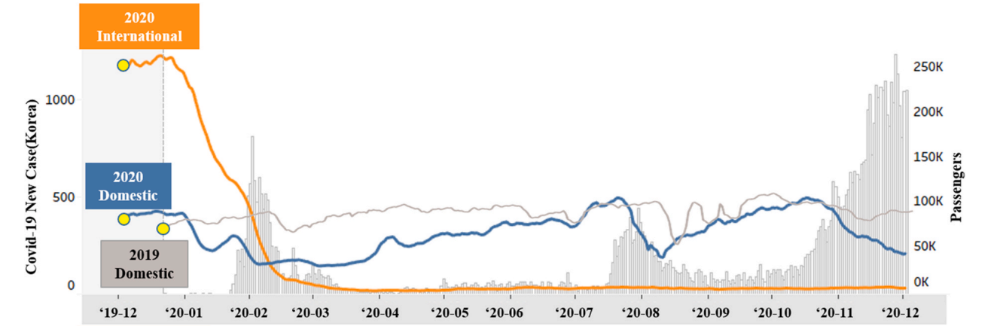 2020
International
250K
1000
200K
Covid-19 New Case(Korea)
Passengers
150K
2020
Domestic
500
100K
2019
Domestic
50K
0
0K
‘19-12 ‘20-01 ‘20-02 ‘20-03 ‘20-04 ‘20-05 ‘20-06 ‘20-07 ‘20-08 ‘20-09 ‘20-10 ‘20-11 ‘20-12